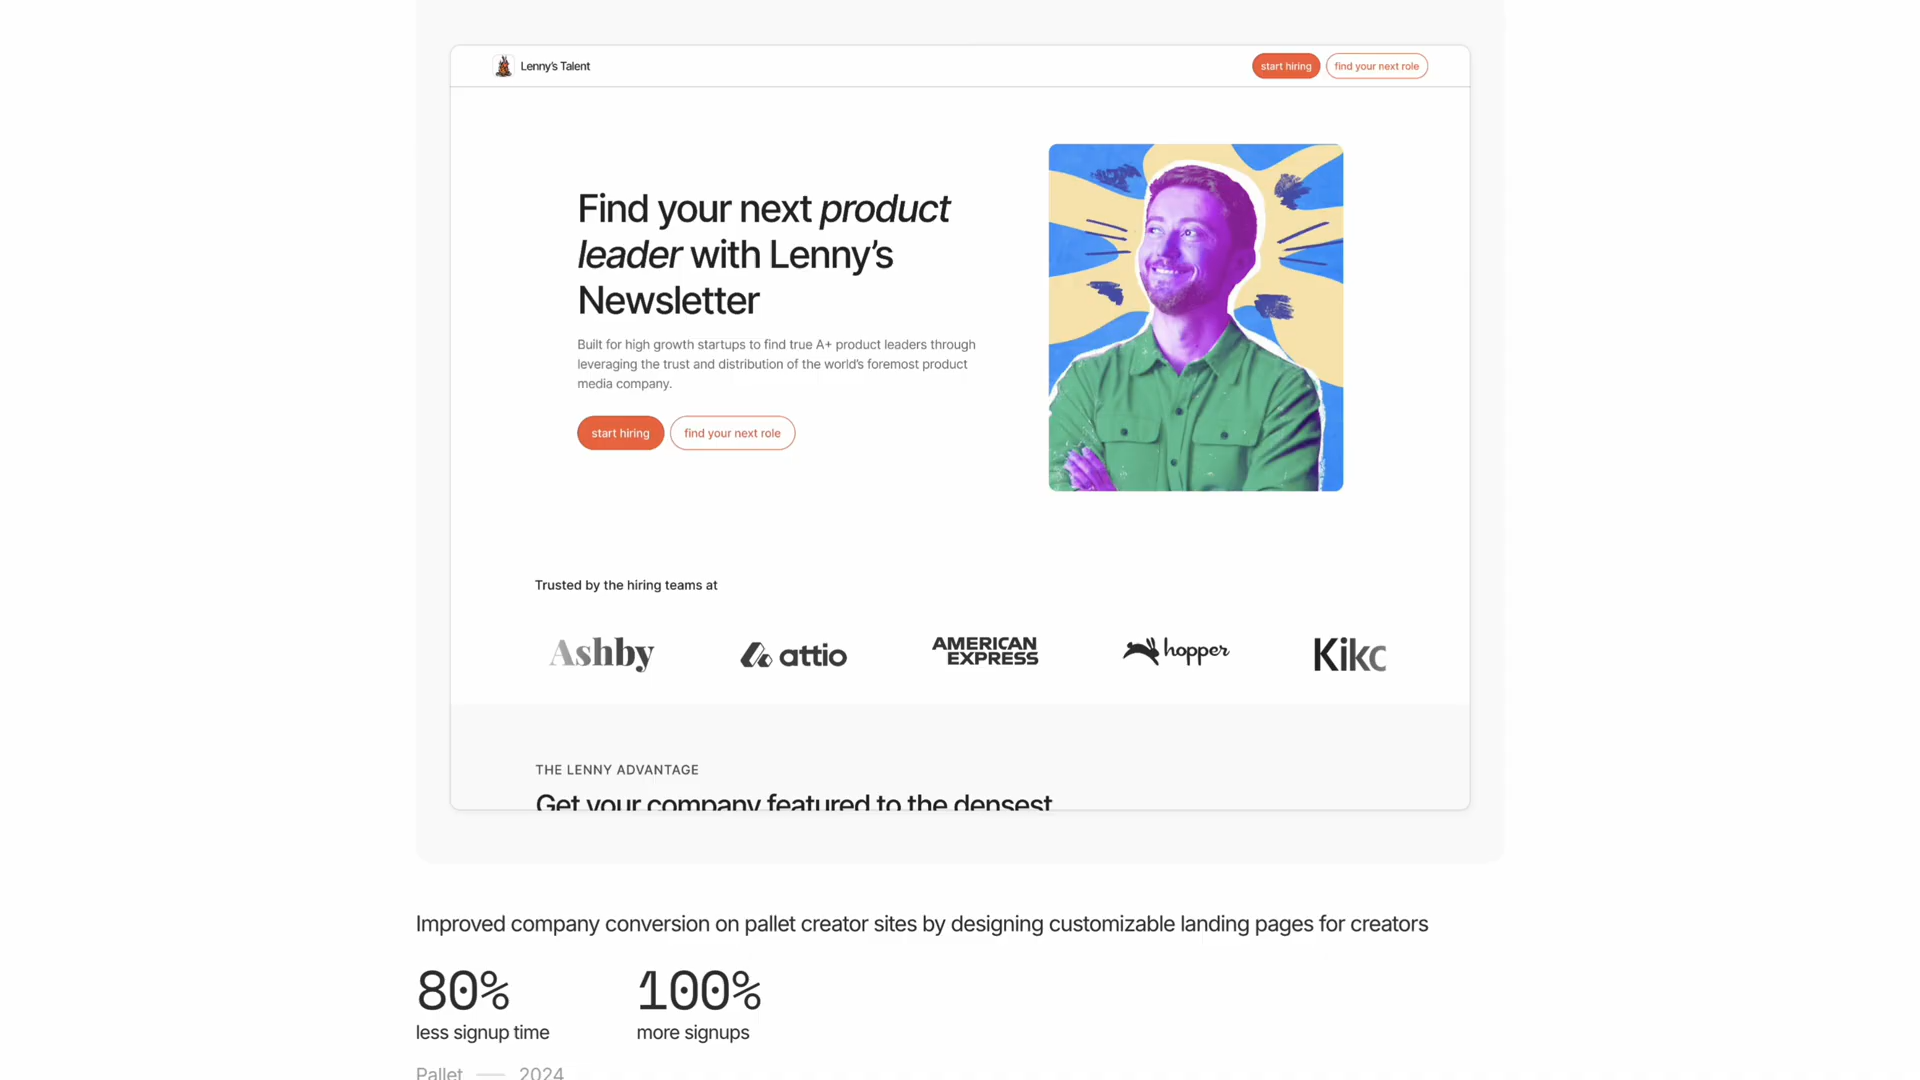 Lenny's Talent
start hiring
find your next role
Find your next product
leader with Lenny's
Newsletter
Built for high growth startups to find true A+ product leaders through
leveraging the trust and distribution of the world's foremost product
media company.
start hiring
find your next role
Trusted by the hiring teams at
Ashby
attio
AMERICAN
EXPRESS
hopper
Kikc
THE LENNY ADVANTAGE
Get your company featured to the densest
Improved company conversion on pallet creator sites by designing customizable landing pages for creators
80%
100%
less signup time
more signups
Pallet — 2024